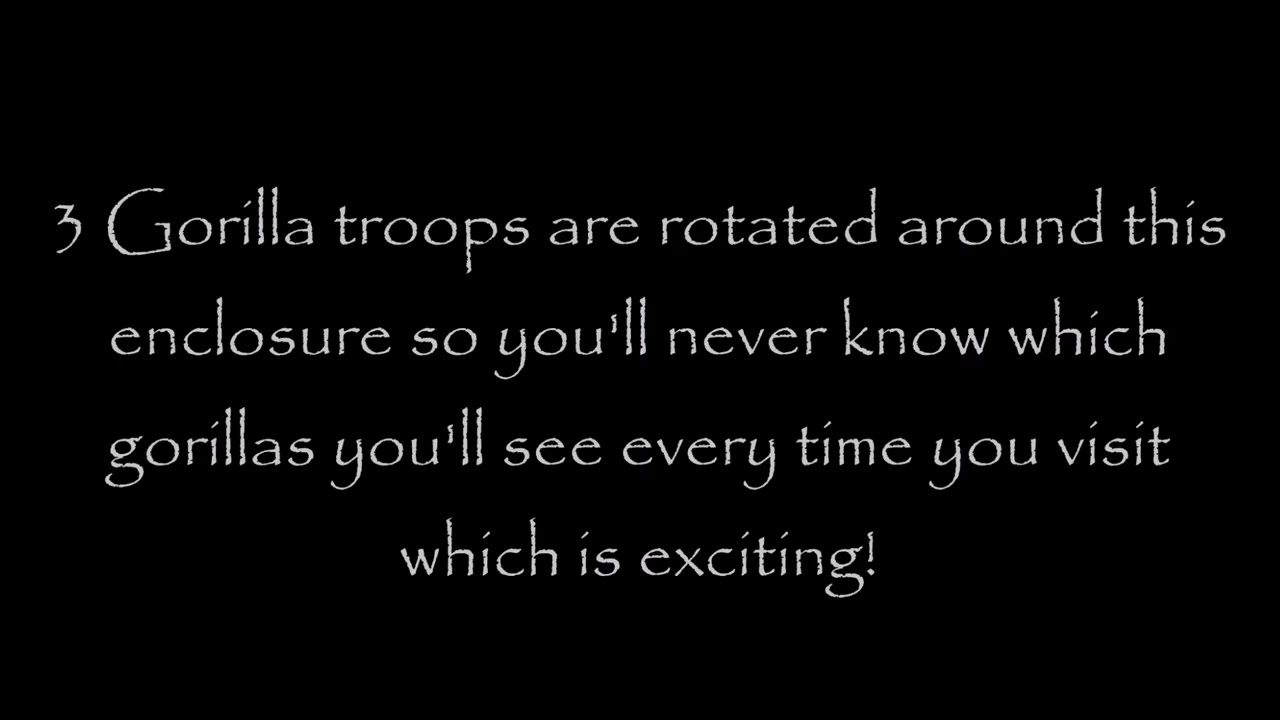 3 Gorilla troops are rotated around this
enclosure so you'll never know which
gorillas you'll see every time you visit
which is exciting!